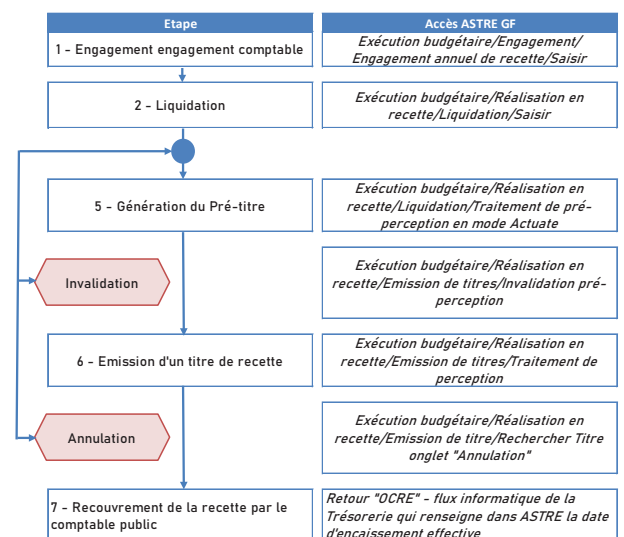 Etape
Accès ASTRE GF
1 - Engagement engagement comptable
Exécution budgétaire/Engagement/
Engagement annuel de recette/Saisir
2 - Liquidation
Exécution budgétaire/Réalisation en
recette/Liquidation/Saisir
5 - Génération du Pré-titre
Exécution budgétaire/Réalisation en
recette/Liquidation/Traitement de pré-
perception en mode Actuate
Invalidation
Exécution budgétaire/Réalisation en
recette/Emission de titres/Invalidation pré-
perception
6 - Emission d'un titre de recette
Exécution budgétaire/Réalisation en
recette/Emission de titres/Traitement de
perception
Annulation
Exécution budgétaire/Réalisation en
recette/Emission de titre/Rechercher Titre
onglet "Annulation"
7 - Recouvrement de la recette par le
comptable public
Retour "OCRE" - flux informatique de la
Trésorerie qui renseigne dans ASTRE la date
d'encaissement effective